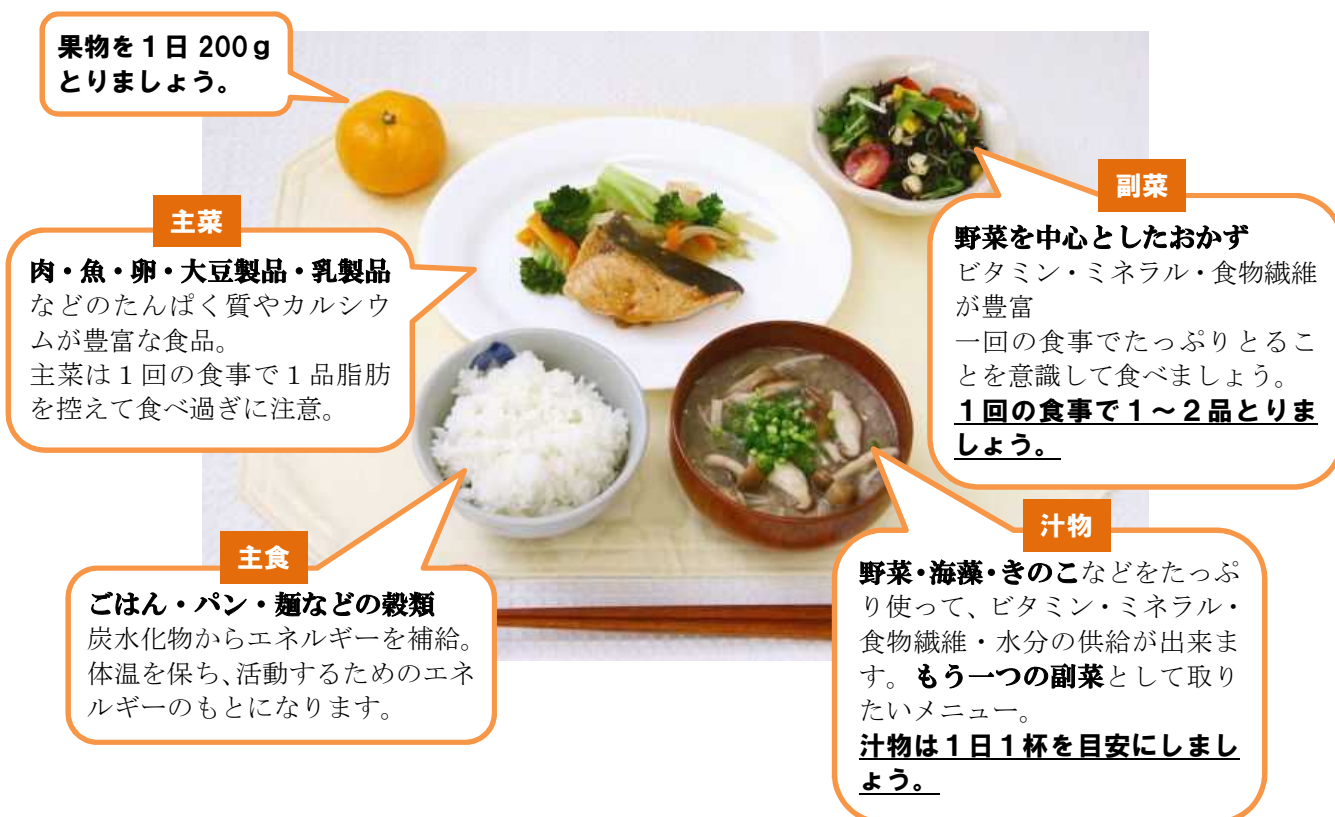 果物を１日 200ｇ
とりましょう。
主菜
肉・魚・卵・大豆製品・乳製品
などのたんぱく質やカルシウ
ムが豊富な食品。
主菜は１回の食事で１品脂肪
を控えて食べ過ぎに注意。
副菜
野菜を中心としたおかず
ビタミン・ミネラル・食物繊維
が豊富
一回の食事でたっぷりとるこ
とを意識して食べましょう。
１回の食事で１～２品とりま
しょう。
主食
ごはん・パン・麺などの穀類
炭水化物からエネルギーを補給。
体温を保ち、活動するためのエネ
ルギーのもとになります。
汁物
野菜・海藻・きのこなどをたっぷ
り使って、ビタミン・ミネラル・
食物繊維・水分の供給が出来ま
す。もう一つの副菜として取り
たいメニュー。
汁物は１日１杯を目安にしまし
ょう。